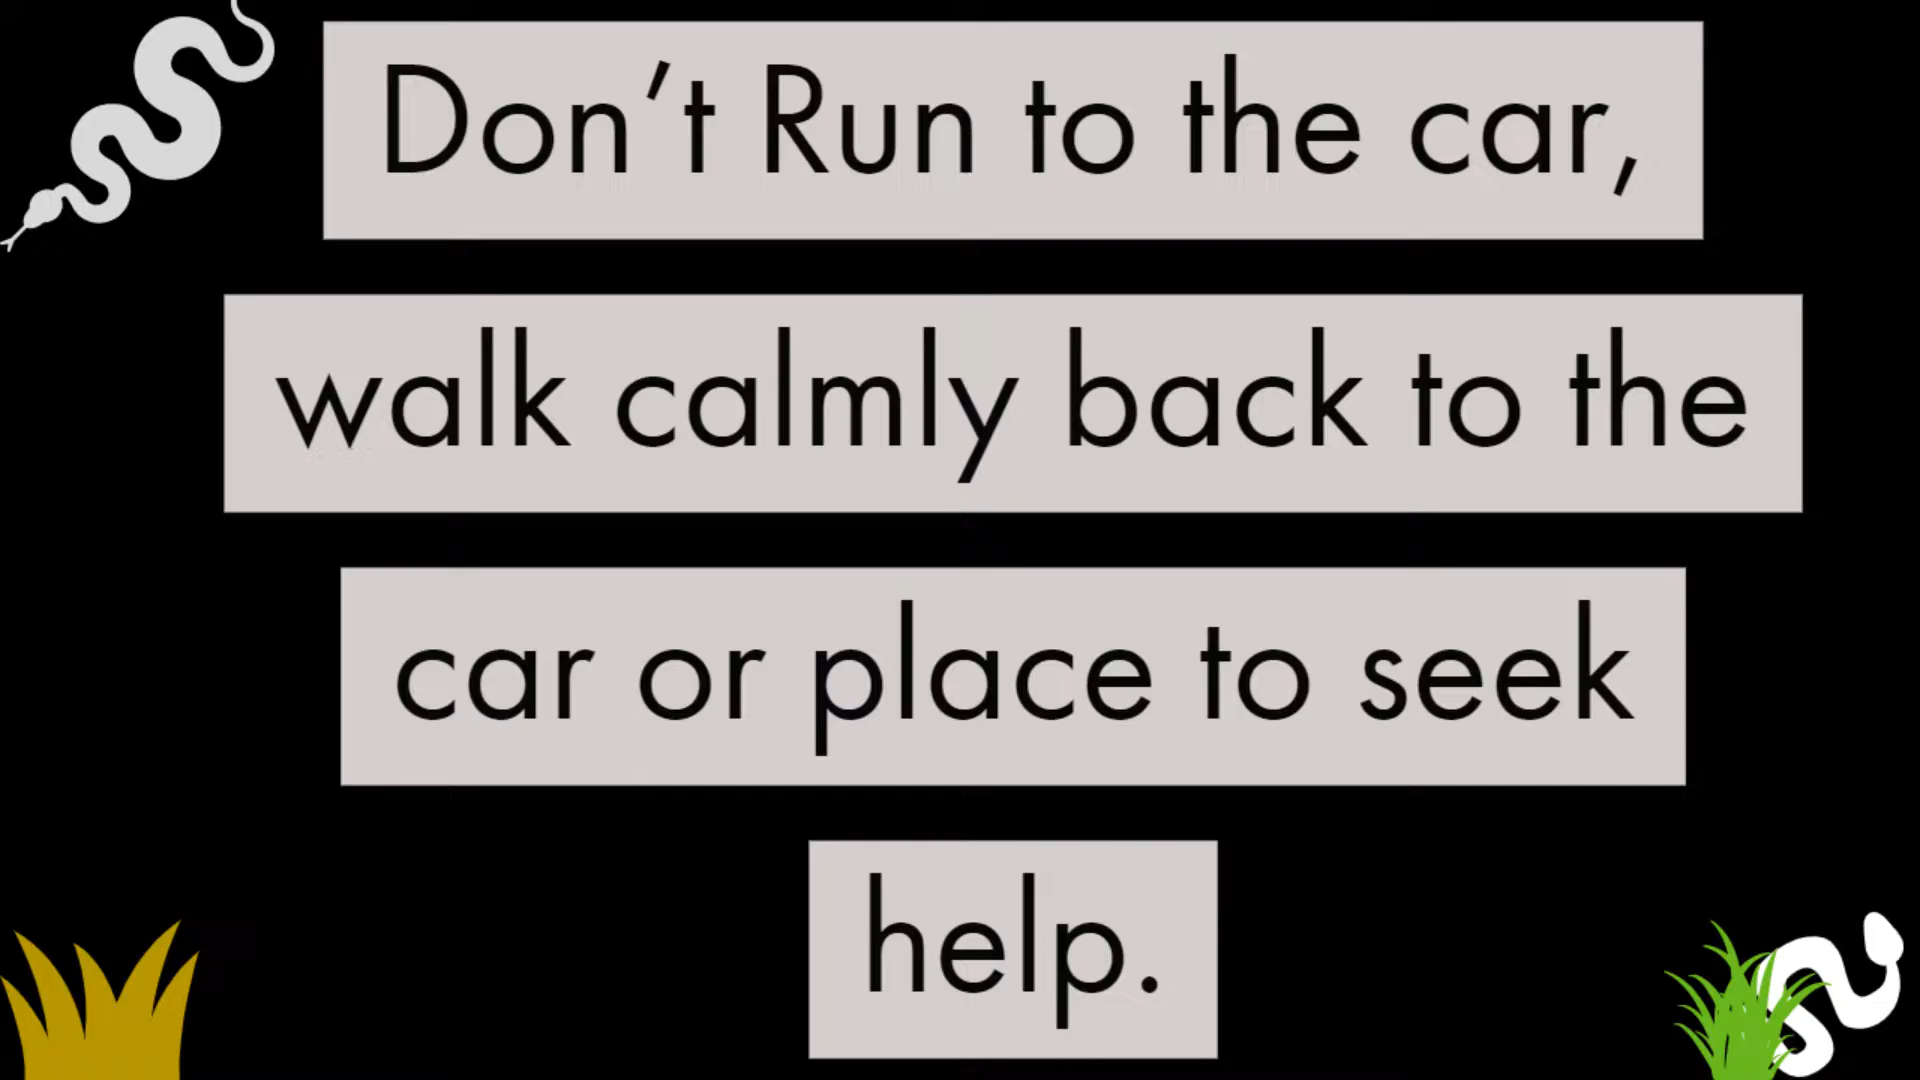 Don’t Run to the car,
walk calmly back to the
car or place to seek
help.